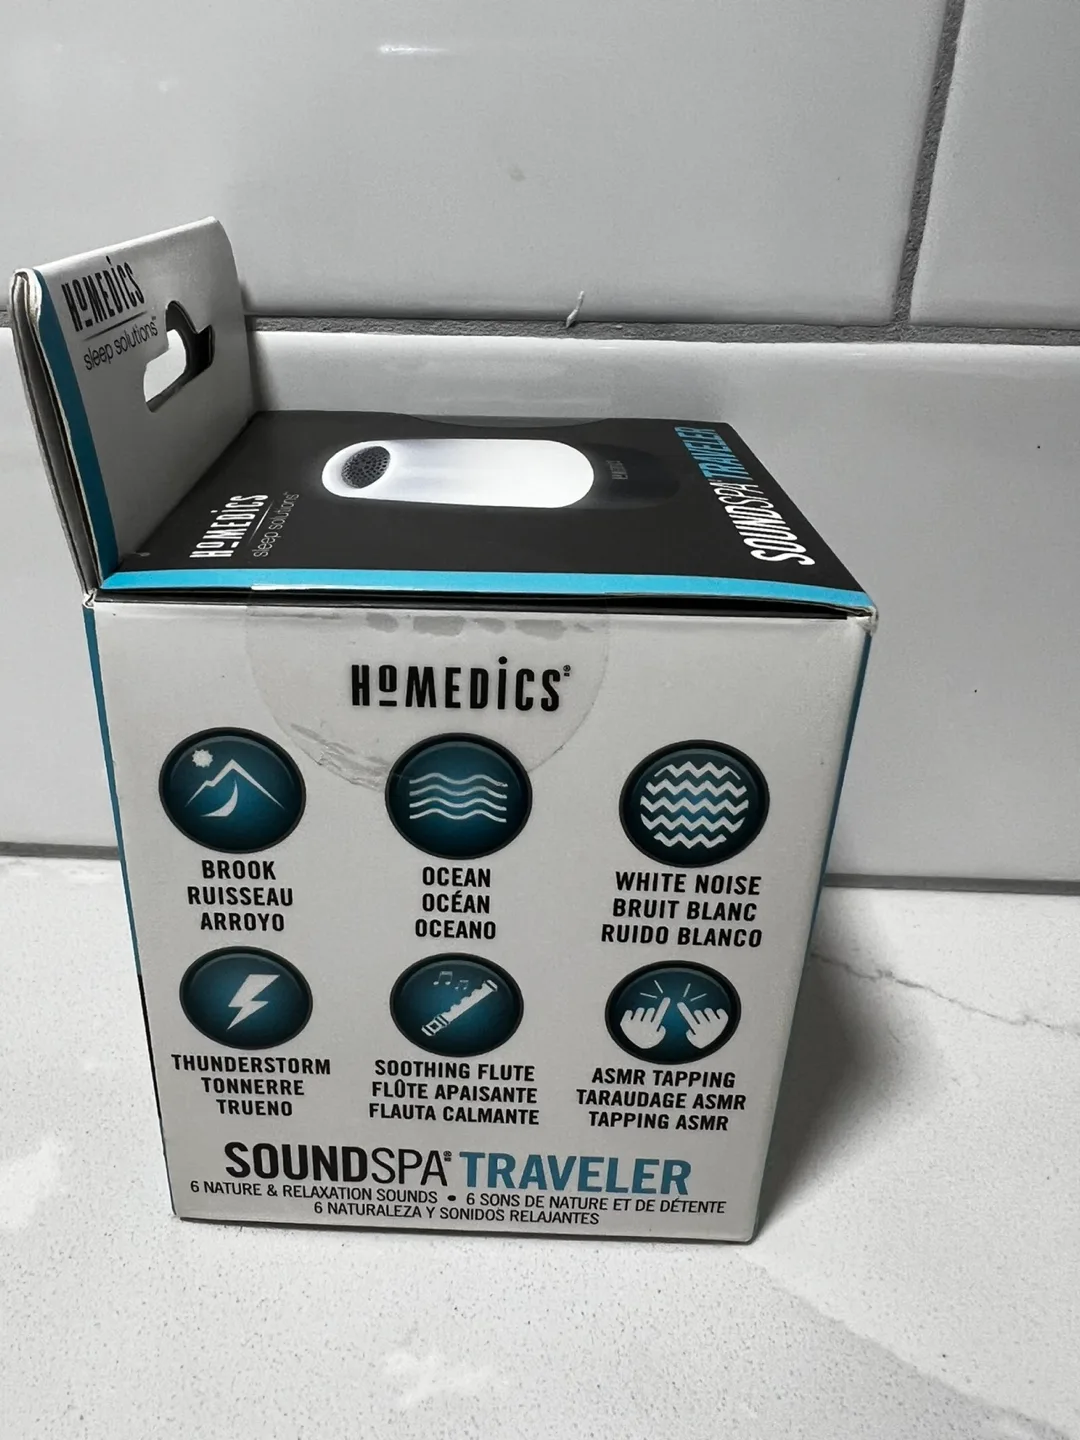 HoMEDICS
sleep solutions™
HoMEDICS
sleep solutions™
SOUNDSPA TRAVELER
HoMEDICS®
BROOK
RUISSEAU
ARROYO
OCEAN
OCÉAN
OCEANO
WHITE NOISE
BRUIT BLANC
RUIDO BLANCO
THUNDERSTORM
TONNERRE
TRUENO
SOOTHING FLUTE
FLÛTE APAISANTE
FLAUTA CALMANTE
ASMR TAPPING
TARAUDAGE ASMR
TAPPING ASMR
SOUNDSPA® TRAVELER
6 NATURE & RELAXATION SOUNDS • 6 SONS DE NATURE ET DE DÉTENTE
6 NATURALEZA Y SONIDOS RELAJANTES